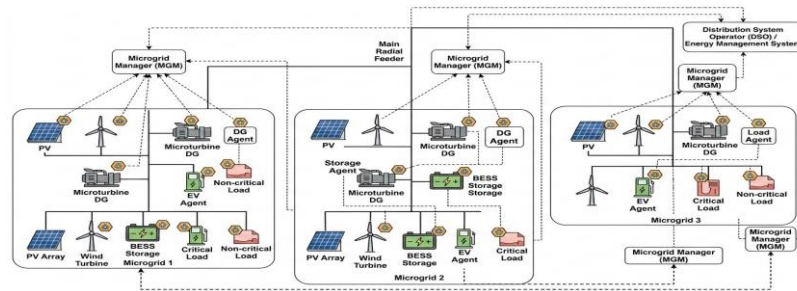 Distribution System
Operator (DSO) /
Energy Management System
Main
Radial
Feeder
Microgrid
Manager (MGM)
Microgrid
Manager (MGM)
Microgrid
Manager (MGM)
PV
Microturbine
DG
DG
Agent
Microturbine
DG
EV
Agent
Non-critical
Load
PV Array
Wind
Turbine
BESS
Storage
Critical
Load
Non-critical
Load
Microgrid 1
PV
Microturbine
DG
DG
Agent
Storage Agent
Microturbine
DG
BESS
Storage Storage
PV Array
Wind
Turbine
BESS
Storage
EV
Agent
Critical
Load
Microgrid 2
PV
Microturbine
DG
Load
Agent
EV
Agent
Critical
Load
Non-critical
Load
Microgrid 3
Microgrid Manager
(MGM)
Microgrid
Manager (MGM)